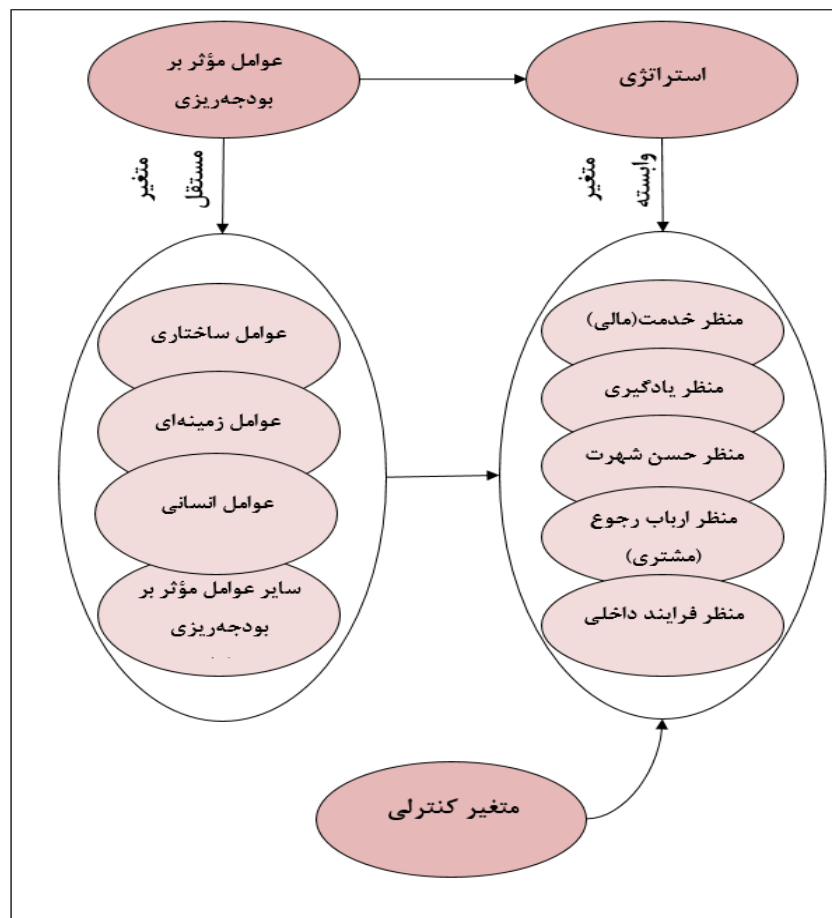 عوامل مؤثر بر
بودجه‌ریزی
استراتژی
متغیر
مستقل
متغیر
وابسته
عوامل ساختاری
عوامل زمینه‌ای
عوامل انسانی
سایر عوامل مؤثر بر
بودجه‌ریزی
منظر خدمت(مالی)
منظر یادگیری
منظر حسن شهرت
منظر ارباب رجوع
(مشتری)
منظر فرایند داخلی
متغیر کنترلی